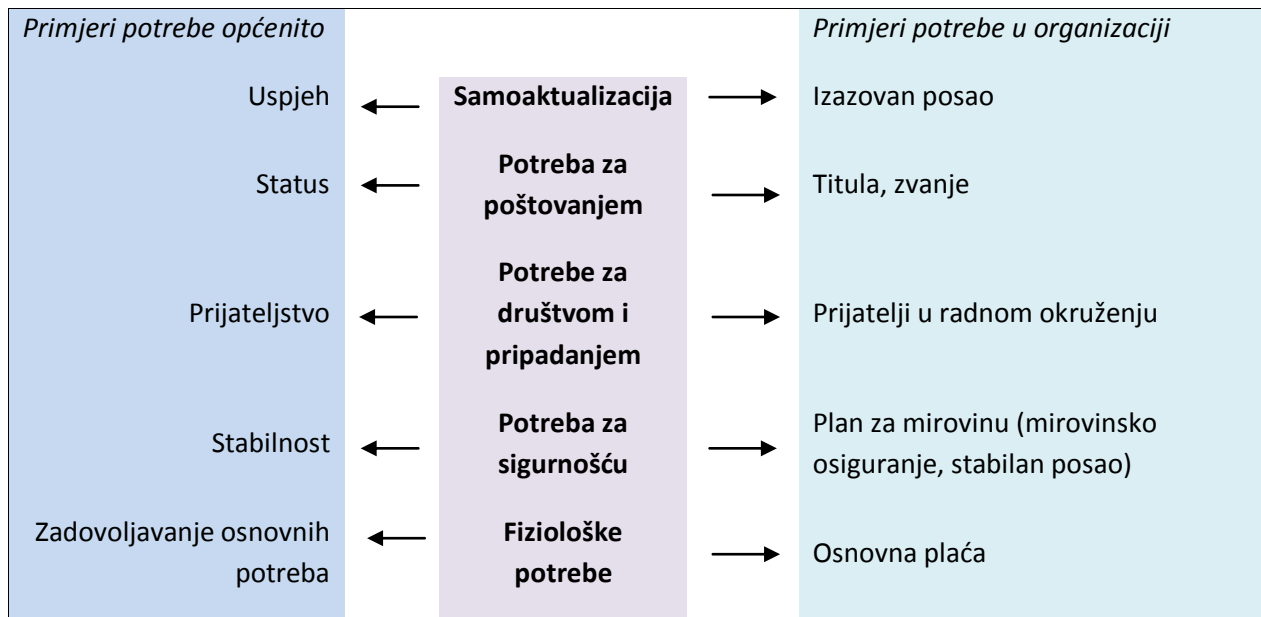 Primjeri potrebe općenito
Primjeri potrebe u organizaciji
Uspjeh
Samoaktualizacija
Izazovan posao
Status
Potreba za
poštovanjem
Titula, zvanje
Prijateljstvo
Potrebe za
društvom i
pripadanjem
Prijatelji u radnom okruženju
Stabilnost
Potreba za
sigurnošću
Plan za mirovinu (mirovinsko
osiguranje, stabilan posao)
Zadovoljavanje osnovnih
potreba
Fiziološke
potrebe
Osnovna plaća